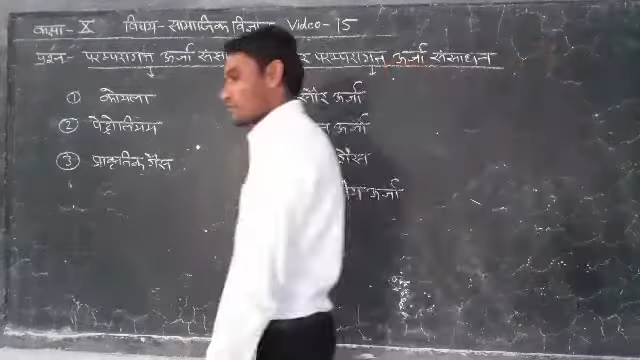 कक्षा- X विषय- सामाजिक विज्ञान Video- 15
प्रश्न- परम्परागत ऊर्जा संसा र परम्परागत ऊर्जा संसाधन
① कोयला सौर ऊर्जा
② पेट्रोलियम न ऊर्जा
③ प्राकृतिक गैस गैस
ऊर्जा